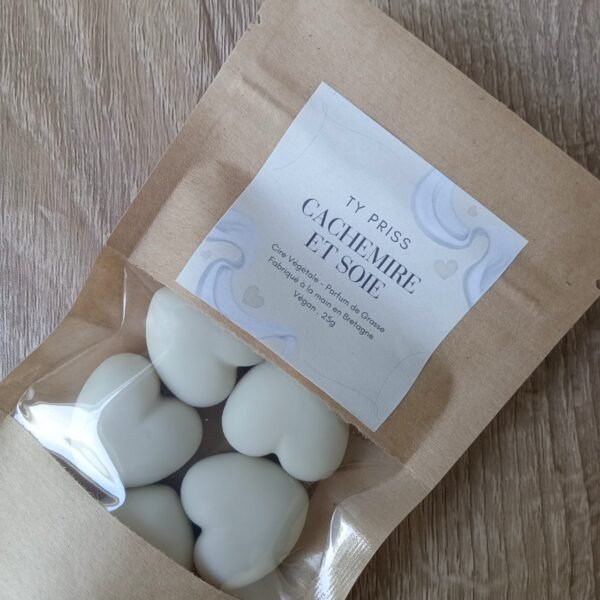 TY PRISS
CACHEMIRE
ET SOIE
Cire Végétale - Parfum de Grasse
Fabriqué à la main en Bretagne
Végan . 25g